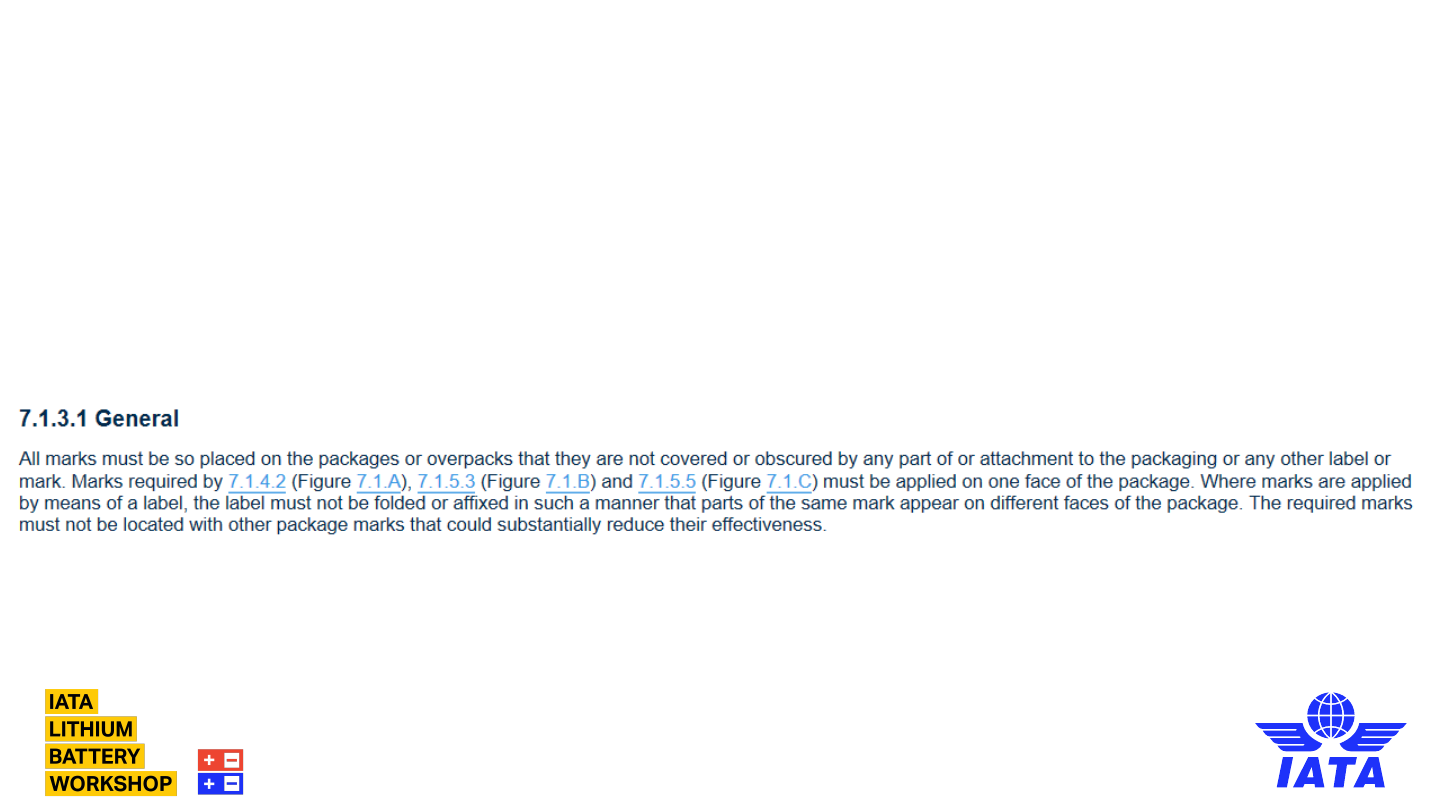 7.1.3.1 General
All marks must be so placed on the packages or overpacks that they are not covered or obscured by any part of or attachment to the packaging or any other label or
mark. Marks required by 7.1.4.2 (Figure 7.1.A), 7.1.5.3 (Figure 7.1.B) and 7.1.5.5 (Figure 7.1.C) must be applied on one face of the package. Where marks are applied
by means of a label, the label must not be folded or affixed in such a manner that parts of the same mark appear on different faces of the package. The required marks
must not be located with other package marks that could substantially reduce their effectiveness.
IATA
LITHIUM
BATTERY
WORKSHOP
+ −
+ −
IATA